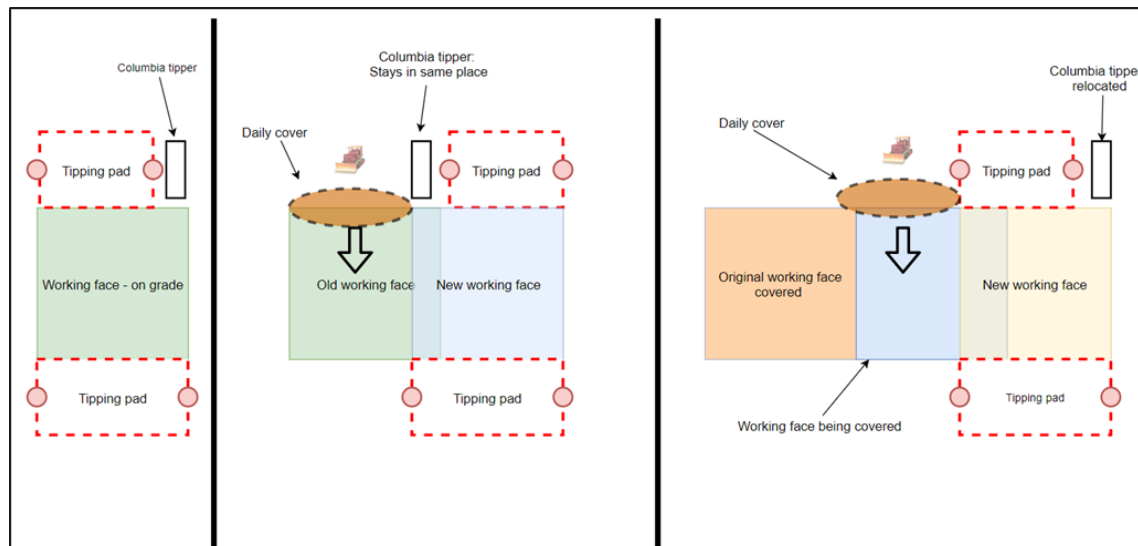 Columbia tipper
Tipping pad
Working face - on grade
Tipping pad
Columbia tipper:
Stays in same place
Daily cover
Tipping pad
Old working face
New working face
Tipping pad
Columbia tippe
relocated
Daily cover
Tipping pad
Original working face
covered
New working face
Tipping pad
Working face being covered